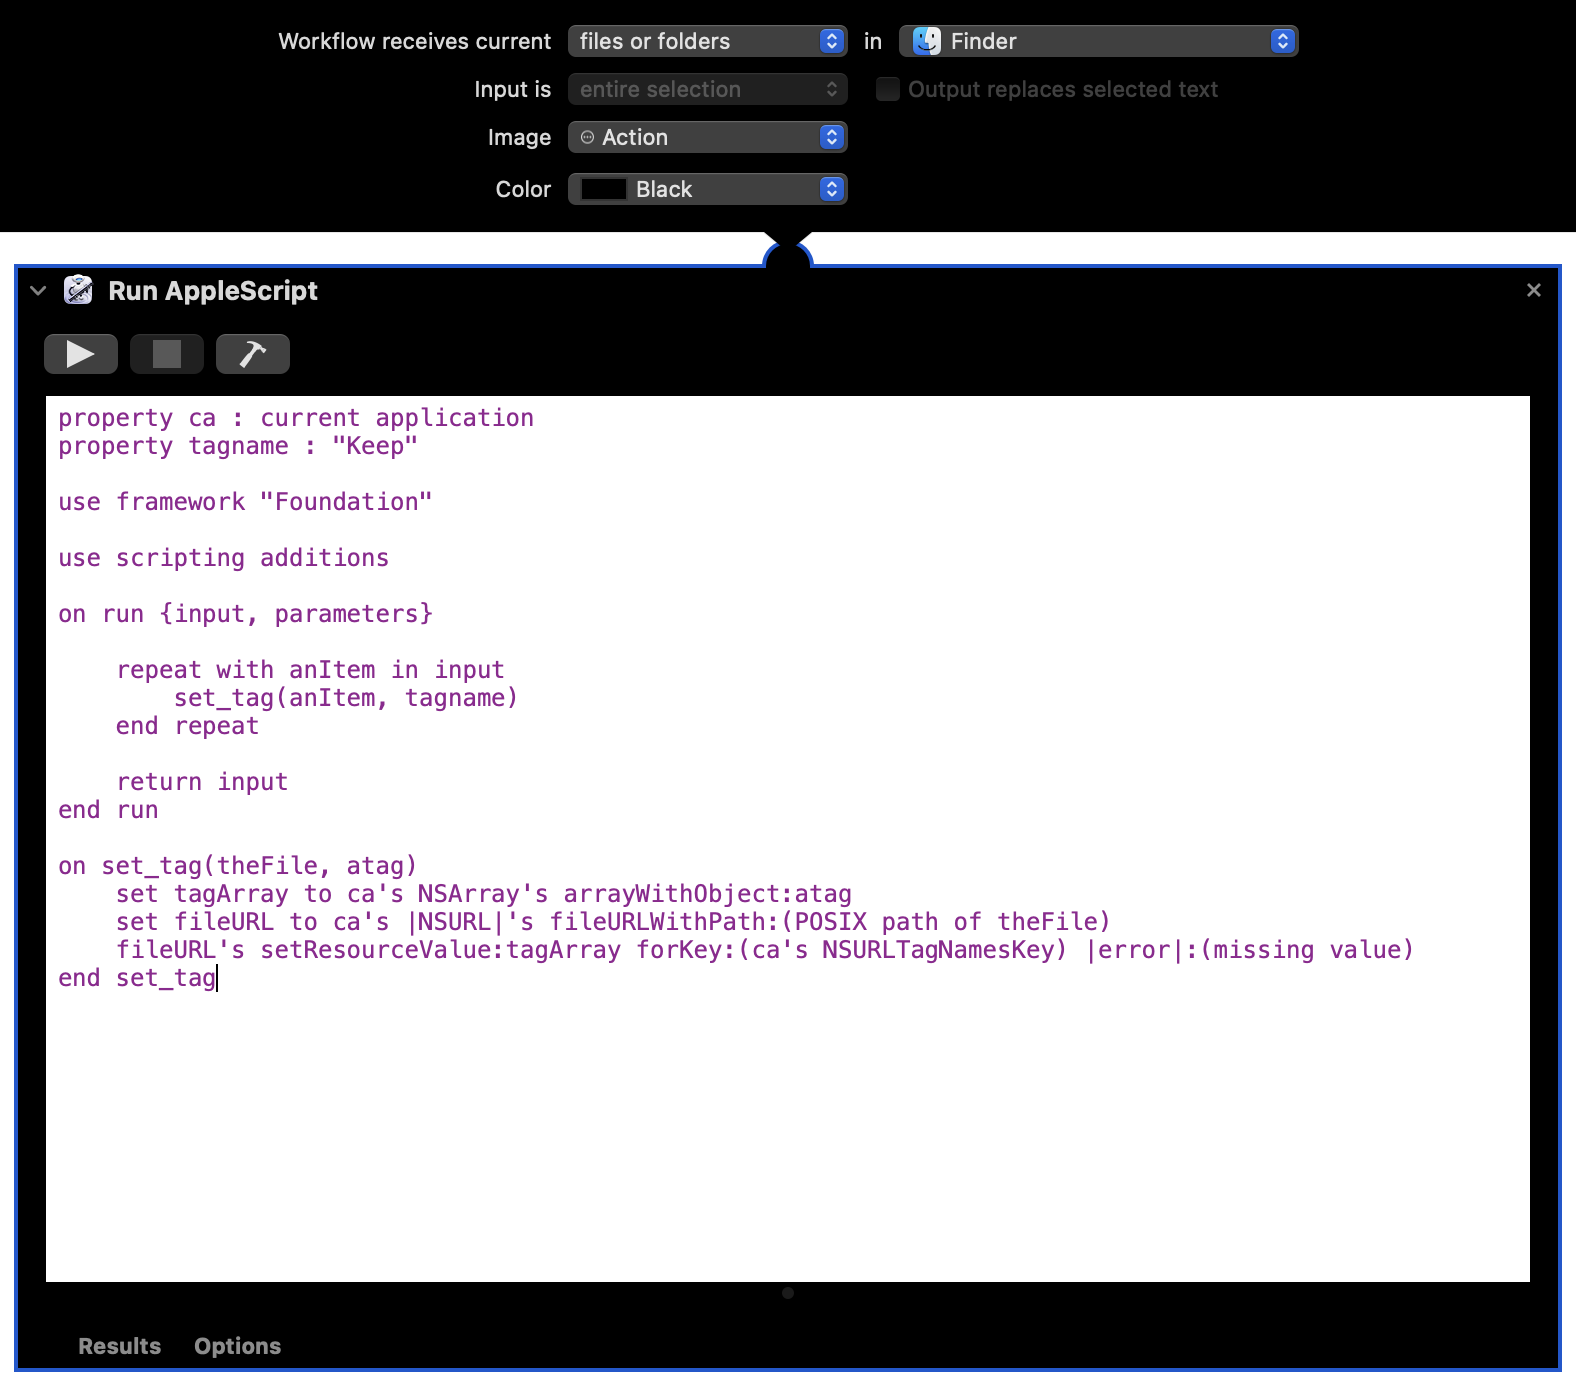 Workflow receives current files or folders in Finder
Input is entire selection Output replaces selected text
Image Action
Color Black
Run AppleScript
property ca : current application
property tagname : "Keep"
use framework "Foundation"
use scripting additions
on run {input, parameters}
repeat with anItem in input
set_tag(anItem, tagname)
end repeat
return input
end run
on set_tag(theFile, atag)
set tagArray to ca's NSArray's arrayWithObject:atag
set fileURL to ca's |NSURL|'s fileURLWithPath:(POSIX path of theFile)
fileURL's setResourceValue:tagArray forKey:(ca's NSURLTagNamesKey) |error|:(missing value)
end set_tag
Results Options